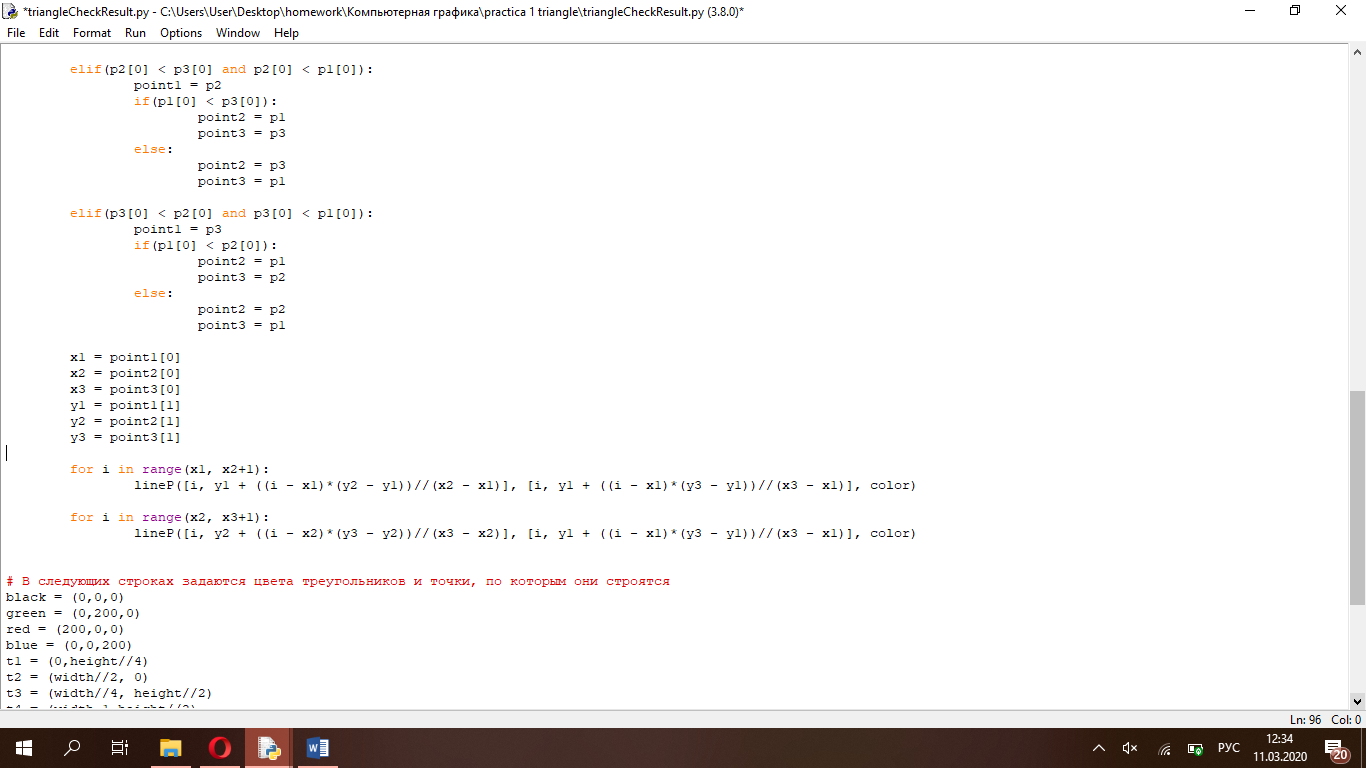 *triangleCheckResult.py - C:\Users\User\Desktop\homework\Компьютерная графика\practica 1 triangle\triangleCheckResult.py (3.8.0)*
File Edit Format Run Options Window Help
elif(p2[0] < p3[0] and p2[0] < p1[0]):
point1 = p2
if(p1[0] < p3[0]):
point2 = p1
point3 = p3
else:
point2 = p3
point3 = p1
elif(p3[0] < p2[0] and p3[0] < p1[0]):
point1 = p3
if(p1[0] < p2[0]):
point2 = p1
point3 = p2
else:
point2 = p2
point3 = p1
x1 = point1[0]
x2 = point2[0]
x3 = point3[0]
y1 = point1[1]
y2 = point2[1]
y3 = point3[1]
for i in range(x1, x2+1):
lineP([i, y1 + ((i - x1)*(y2 - y1))//(x2 - x1)], [i, y1 + ((i - x1)*(y3 - y1))//(x3 - x1)], color)
for i in range(x2, x3+1):
lineP([i, y2 + ((i - x2)*(y3 - y2))//(x3 - x2)], [i, y1 + ((i - x1)*(y3 - y1))//(x3 - x1)], color)
# В следующих строках задаются цвета треугольников и точки, по которым они строятся
black = (0,0,0)
green = (0,200,0)
red = (200,0,0)
blue = (0,0,200)
t1 = (0,height//4)
t2 = (width//2, 0)
t3 = (width//4, height//2)
Ln: 96 Col: 0
РУС
12:34
11.03.2020
20